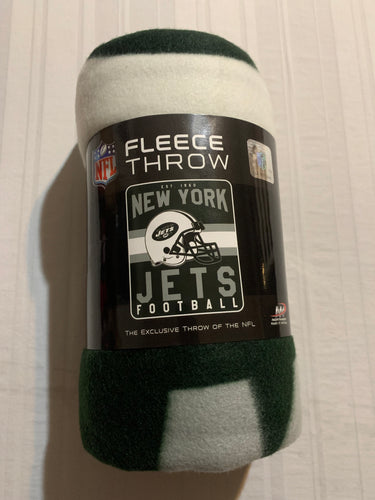 NFL
FLEECE
THROW
EST 1960
NEW YORK
JETS
JETS
FOOTBALL
THE EXCLUSIVE THROW OF THE NFL